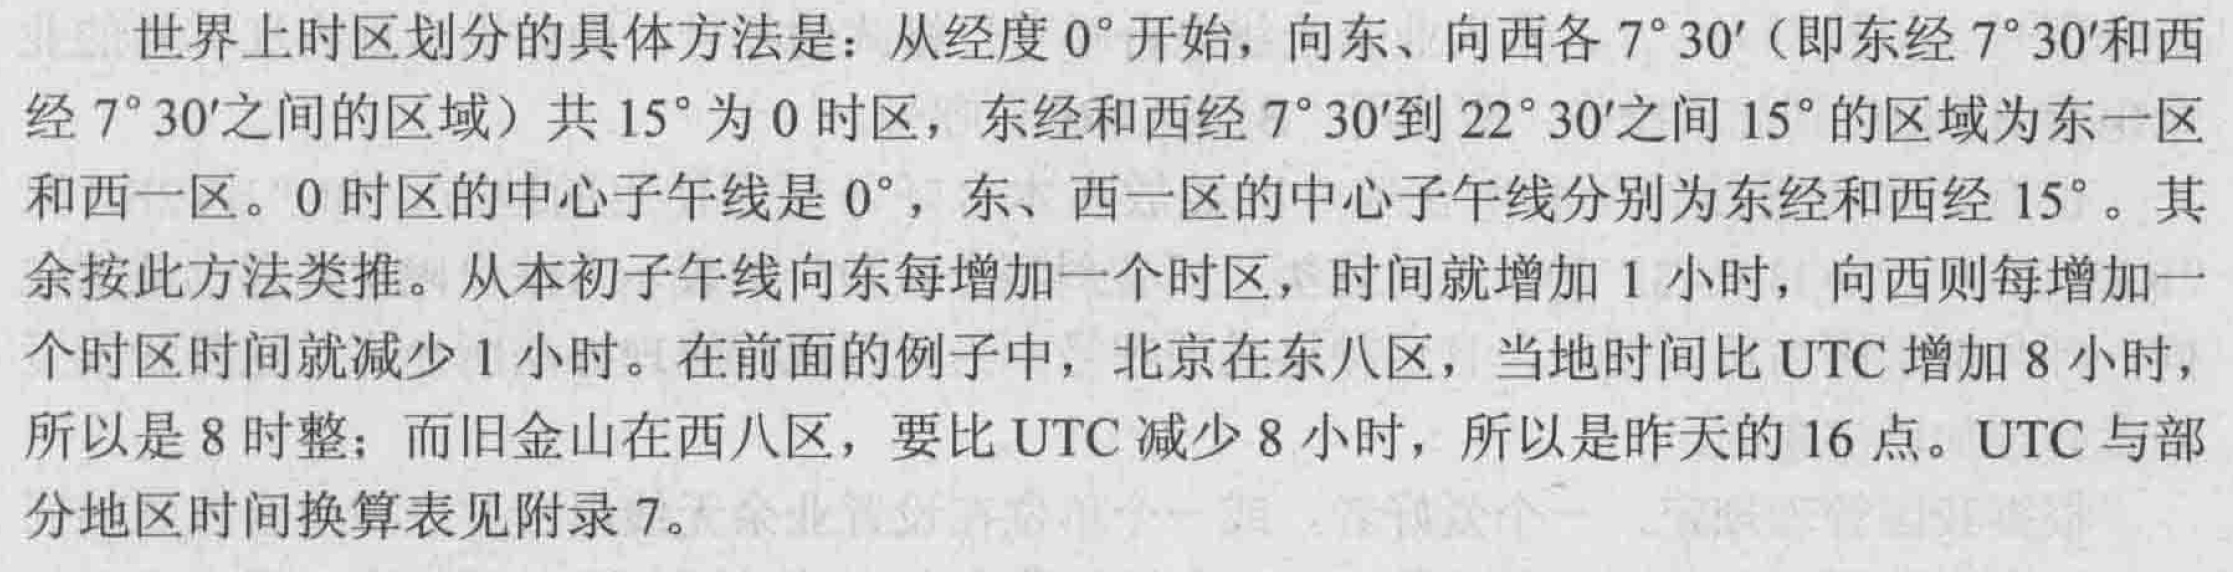 世界上时区划分的具体方法是：从经度 0° 开始，向东、向西各 7°30′（即东经 7°30′和西
经 7°30′之间的区域）共 15° 为 0 时区，东经和西经 7°30′到 22°30′之间 15° 的区域为东一区
和西一区。0 时区的中心子午线是 0°，东、西一区的中心子午线分别为东经和西经 15°。其
余按此方法类推。从本初子午线向东每增加一个时区，时间就增加 1 小时，向西则每增加一
个时区时间就减少 1 小时。在前面的例子中，北京在东八区，当地时间比 UTC 增加 8 小时，
所以是 8 时整；而旧金山在西八区，要比 UTC 减少 8 小时，所以是昨天的 16 点。UTC 与部
分地区时间换算表见附录 7。